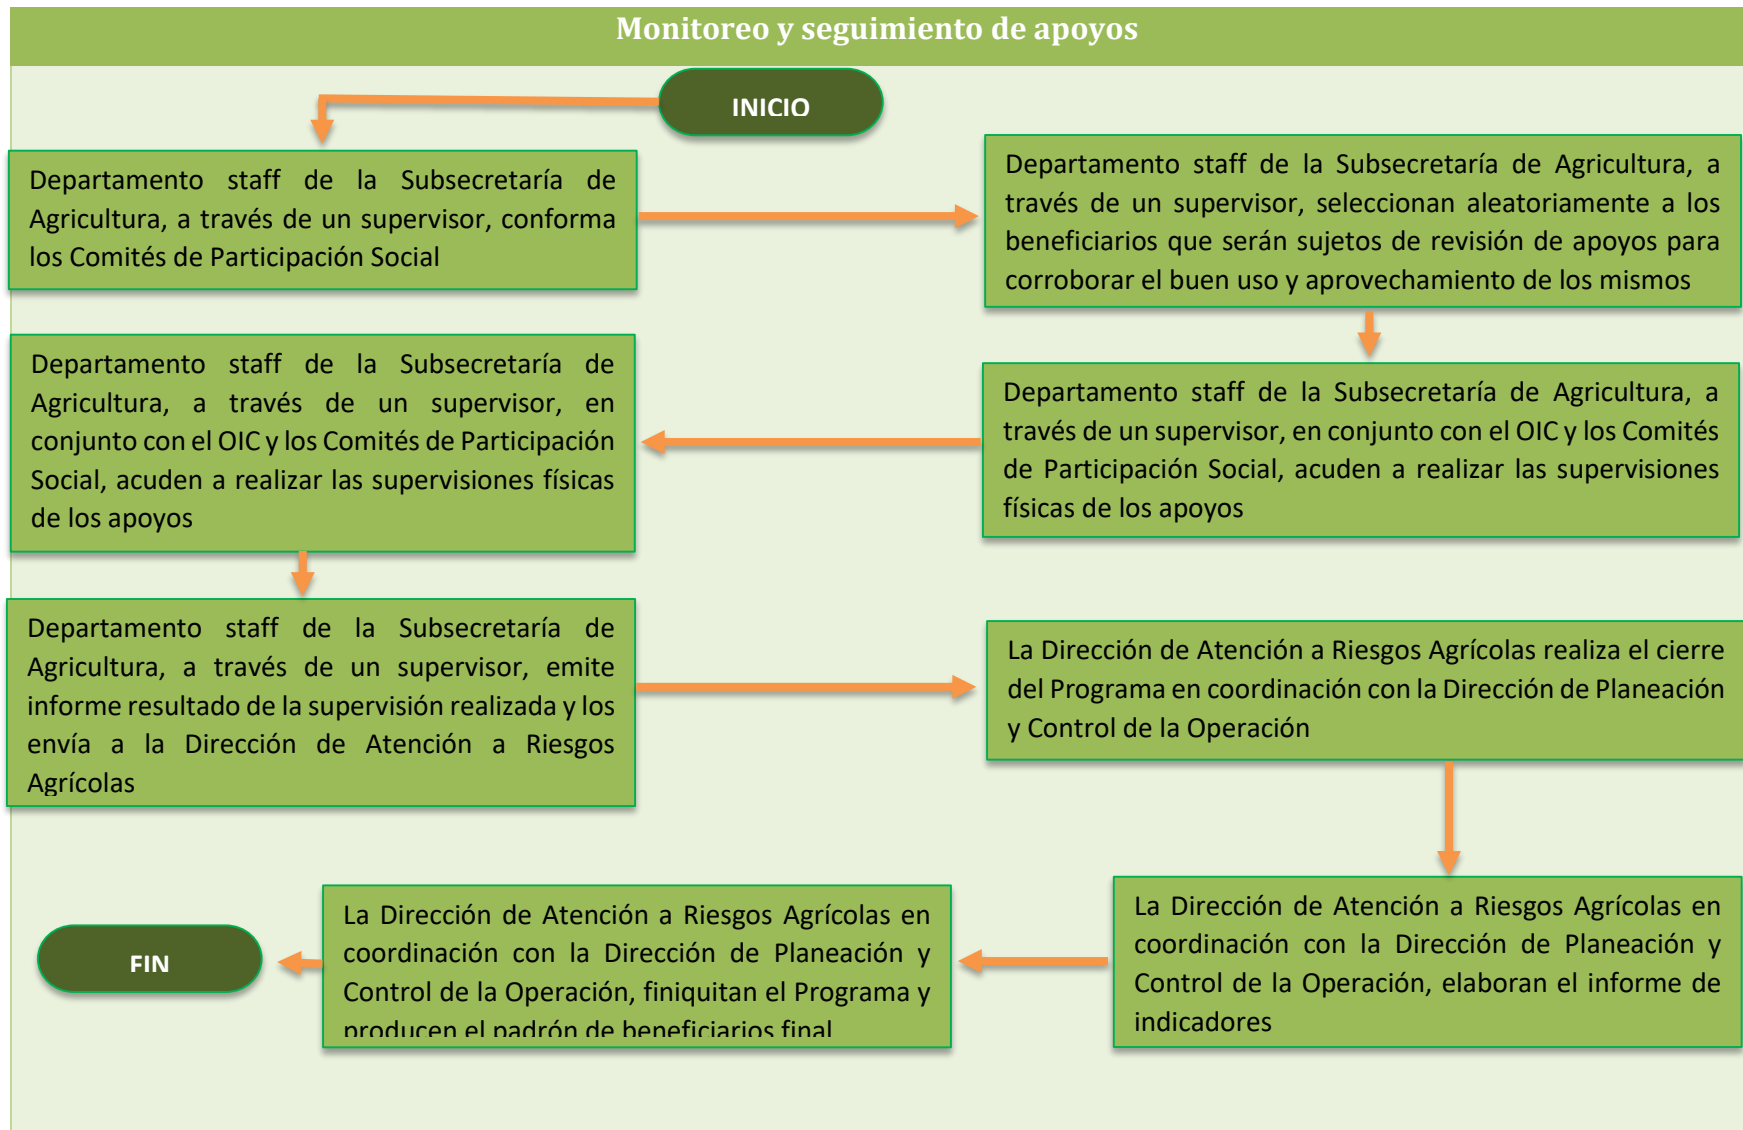 Monitoreo y seguimiento de apoyos
INICIO
Departamento staff de la Subsecretaría de
Agricultura, a través de un supervisor, conforma
los Comités de Participación Social
Departamento staff de la Subsecretaría de Agricultura, a
través de un supervisor, seleccionan aleatoriamente a los
beneficiarios que serán sujetos de revisión de apoyos para
corroborar el buen uso y aprovechamiento de los mismos
Departamento staff de la Subsecretaría de Agricultura, a
través de un supervisor, en conjunto con el OIC y los Comités
de Participación Social, acuden a realizar las supervisiones
físicas de los apoyos
Departamento staff de la Subsecretaría de
Agricultura, a través de un supervisor, en
conjunto con el OIC y los Comités de Participación
Social, acuden a realizar las supervisiones físicas
de los apoyos
Departamento staff de la Subsecretaría de
Agricultura, a través de un supervisor, emite
informe resultado de la supervisión realizada y los
envía a la Dirección de Atención a Riesgos
Agrícolas
La Dirección de Atención a Riesgos Agrícolas realiza el cierre
del Programa en coordinación con la Dirección de Planeación
y Control de la Operación
La Dirección de Atención a Riesgos Agrícolas en
coordinación con la Dirección de Planeación y
Control de la Operación, elaboran el informe de
indicadores
La Dirección de Atención a Riesgos Agrícolas en
coordinación con la Dirección de Planeación y
Control de la Operación, finiquitan el Programa y
producen el padrón de beneficiarios final
FIN